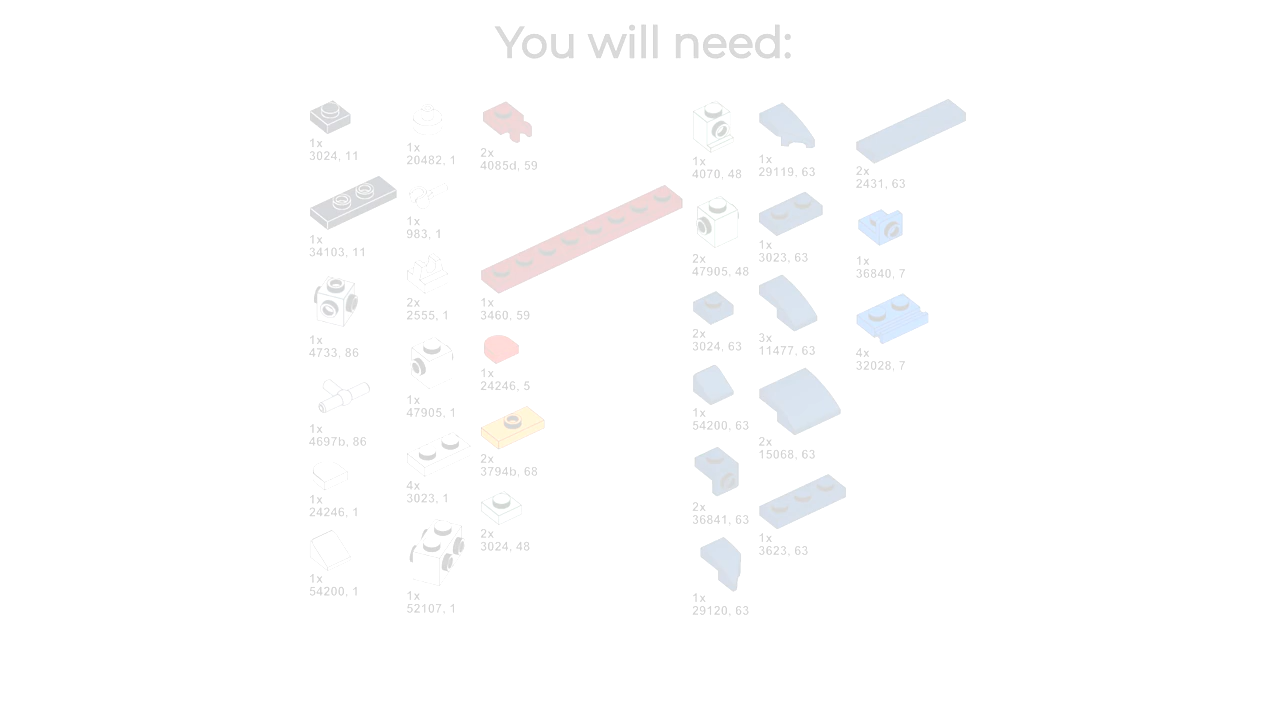 You will need:
1x
3024, 11
1x
34103, 11
1x
4733, 86
1x
4697b, 86
1x
24246, 1
1x
54200, 1
1x
20482, 1
1x
983, 1
2x
2555, 1
1x
47905, 1
4x
3023, 1
1x
52107, 1
2x
4085d, 59
1x
3460, 59
1x
24246, 5
2x
3794b, 68
2x
3024, 48
1x
4070, 48
2x
47905, 48
2x
3024, 63
1x
54200, 63
2x
36841, 63
1x
29120, 63
1x
29119, 63
1x
3023, 63
3x
11477, 63
2x
15068, 63
1x
3623, 63
2x
2431, 63
1x
36840, 7
4x
32028, 7